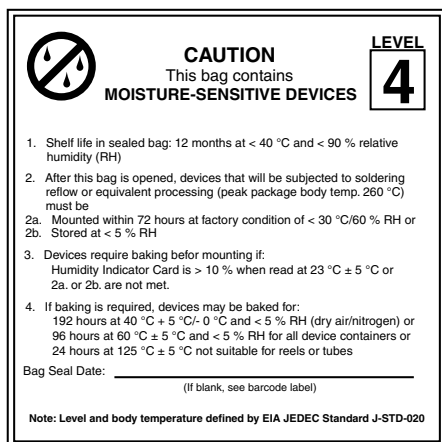 CAUTION
This bag contains
MOISTURE-SENSITIVE DEVICES
LEVEL
4
1. Shelf life in sealed bag: 12 months at < 40 °C and < 90 % relative
humidity (RH)
2. After this bag is opened, devices that will be subjected to soldering
reflow or equivalent processing (peak package body temp. 260 °C)
must be
2a. Mounted within 72 hours at factory condition of < 30 °C/60 % RH or
2b. Stored at < 5 % RH
3. Devices require baking befor mounting if:
Humidity Indicator Card is > 10 % when read at 23 °C ± 5 °C or
2a. or 2b. are not met.
4. If baking is required, devices may be baked for:
192 hours at 40 °C + 5 °C/- 0 °C and < 5 % RH (dry air/nitrogen) or
96 hours at 60 °C ± 5 °C and < 5 % RH for all device containers or
24 hours at 125 °C ± 5 °C not suitable for reels or tubes
Bag Seal Date:
(If blank, see barcode label)
Note: Level and body temperature defined by EIA JEDEC Standard J-STD-020